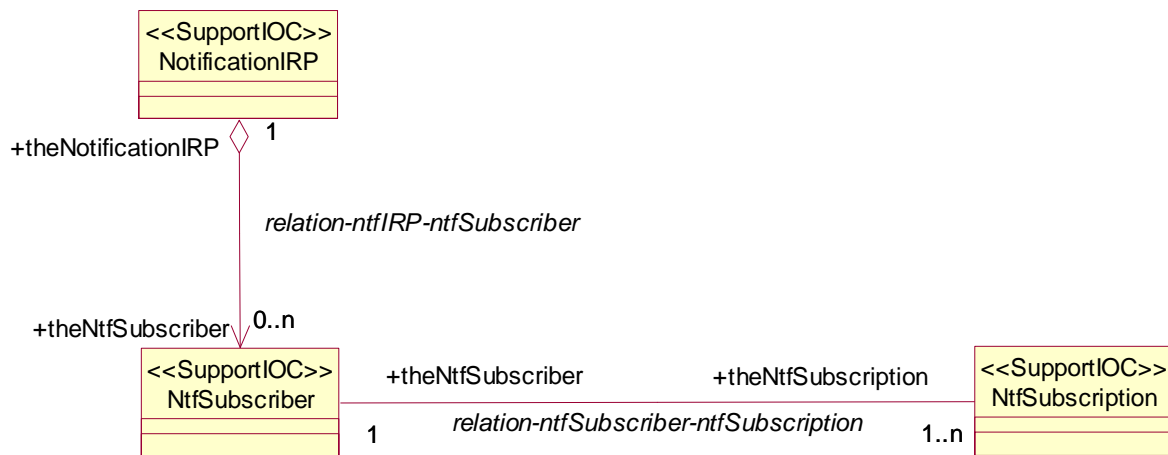 <<SupportIOC>>
NotificationIRP
1
+theNotificationIRP
relation-ntfIRP-ntfSubscriber
+theNtfSubscriber
0..n
<<SupportIOC>>
NtfSubscriber
+theNtfSubscriber
+theNtfSubscription
1
relation-ntfSubscriber-ntfSubscription
1..n
<<SupportIOC>>
NtfSubscription